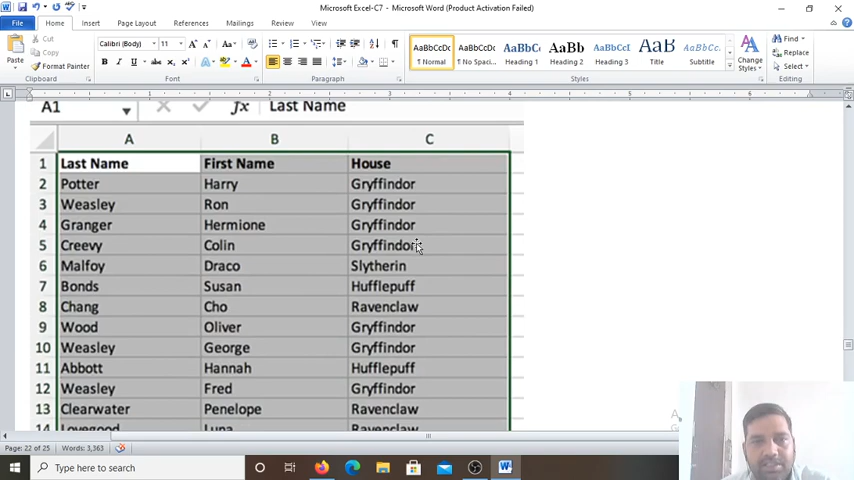 Microsoft Excel-C7 - Microsoft Word (Product Activation Failed)
File Home Insert Page Layout References Mailings Review View
Cut
Copy
Format Painter
Paste
Clipboard
Calibri (Body) 11
Font
Paragraph
AaBbCcDc AaBbCcDc AaBbCc AaBb AaBbCc AaB AaBbCc.
¶ Normal ¶ No Spaci... Heading 1 Heading 2 Heading 3 Title Subtitle
Change Styles
Styles
Find
Replace
Select
Editing
A1 fx Last Name
A B C
1 Last Name First Name House
2 Potter Harry Gryffindor
3 Weasley Ron Gryffindor
4 Granger Hermione Gryffindor
5 Creevy Colin Gryffindor
6 Malfoy Draco Slytherin
7 Bonds Susan Hufflepuff
8 Chang Cho Ravenclaw
9 Wood Oliver Gryffindor
10 Weasley George Gryffindor
11 Abbott Hannah Hufflepuff
12 Weasley Fred Gryffindor
13 Clearwater Penelope Ravenclaw
14 Lovegood Luna Ravenclaw
Page: 22 of 25 Words: 3,363
Type here to search